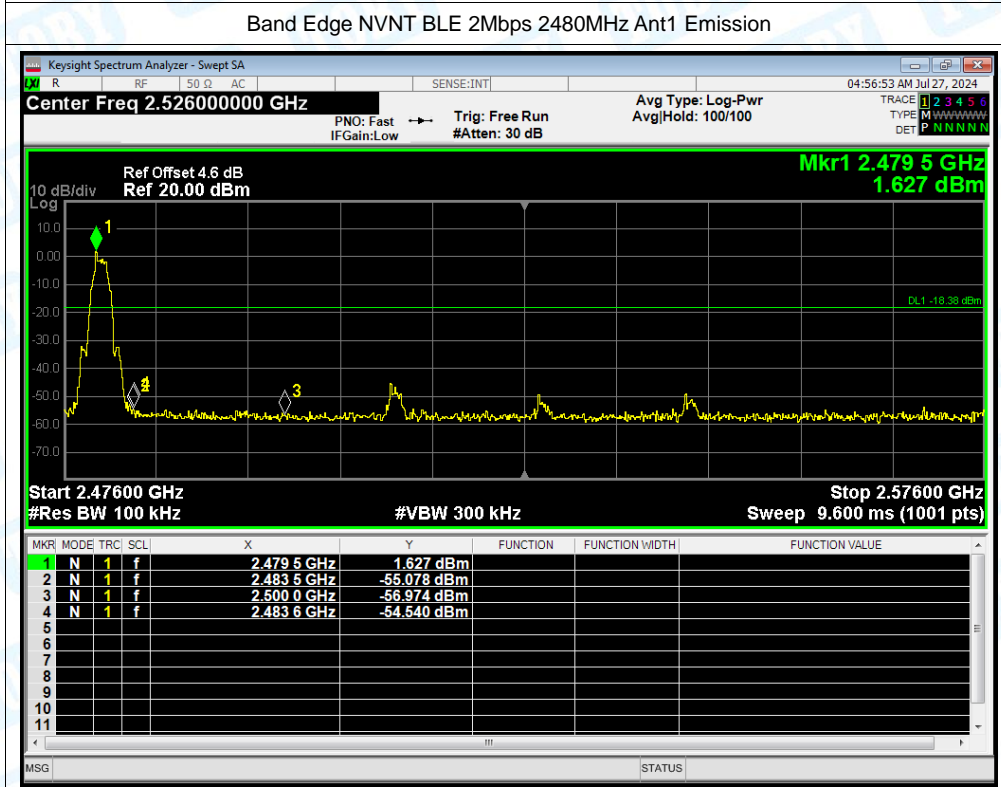 Band Edge NVNT BLE 2Mbps 2480MHz Ant1 Emission
Keysight Spectrum Analyzer - Swept SA
LXI R RF 50 Ω AC SENSE:INT 04:56:53 AM Jul 27, 2024
Center Freq 2.526000000 GHz
PNO: Fast
IFGain:Low
Trig: Free Run
#Atten: 30 dB
Avg Type: Log-Pwr
Avg|Hold: 100/100
TRACE 1 2 3 4 5 6
TYPE M WWWWW
DET P N N N N N
Mkr1 2.479 5 GHz
1.627 dBm
Ref Offset 4.6 dB
10 dB/div Ref 20.00 dBm
Log
10.0
0.00
-10.0
-20.0
-30.0
-40.0
-50.0
-60.0
-70.0
1
DL1 -18.38 dBm
3
Start 2.47600 GHz Stop 2.57600 GHz
#Res BW 100 kHz #VBW 300 kHz Sweep 9.600 ms (1001 pts)
MKR MODE TRC SCL X Y FUNCTION FUNCTION WIDTH FUNCTION VALUE
1 N 1 f 2.479 5 GHz 1.627 dBm
2 N 1 f 2.483 5 GHz -55.078 dBm
3 N 1 f 2.500 0 GHz -56.974 dBm
4 N 1 f 2.483 6 GHz -54.540 dBm
5
6
7
8
9
10
11
MSG STATUS